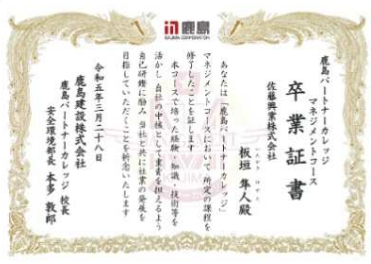 鹿島
KAJIMA CORPORATION
鹿島パートナーカレッジ
マネジメントコース
卒業証書
佐藤興業株式会社
板垣 隼人殿
あなたは「鹿島パートナーカレッジ」
マネジメントコースにおいて 所定の課程を
修了したことを証します
本コースで培った経験 知識・技術等を
活かし 自社の中核として重責を担えるよう
自己研鑽に励み 当社と共に社業の発展を
目指していただくことを祈念いたします
令和五年三月二十八日
鹿島建設株式会社
鹿島パートナーカレッジ 校長
安全環境部長 本多 敦郎